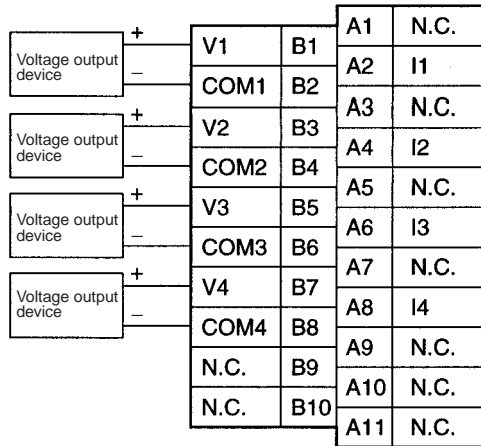 Voltage output
device
+
–
Voltage output
device
+
–
Voltage output
device
+
–
Voltage output
device
+
–
V1 B1
COM1 B2
V2 B3
COM2 B4
V3 B5
COM3 B6
V4 B7
COM4 B8
N.C. B9
N.C. B10
A1 N.C.
A2 I1
A3 N.C.
A4 I2
A5 N.C.
A6 I3
A7 N.C.
A8 I4
A9 N.C.
A10 N.C.
A11 N.C.